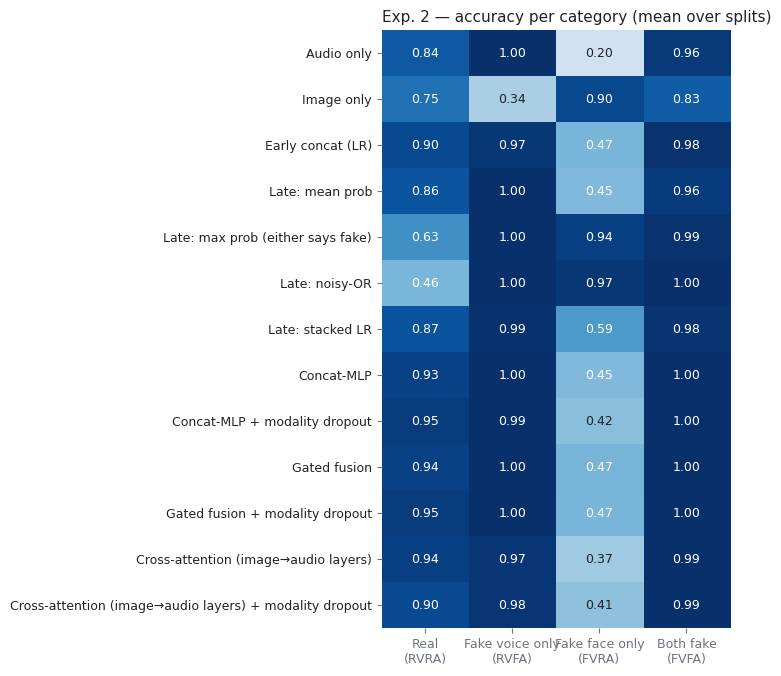 Exp. 2 — accuracy per category (mean over splits)
Audio only 0.84 1.00 0.20 0.96
Image only 0.75 0.34 0.90 0.83
Early concat (LR) 0.90 0.97 0.47 0.98
Late: mean prob 0.86 1.00 0.45 0.96
Late: max prob (either says fake) 0.63 1.00 0.94 0.99
Late: noisy-OR 0.46 1.00 0.97 1.00
Late: stacked LR 0.87 0.99 0.59 0.98
Concat-MLP 0.93 1.00 0.45 1.00
Concat-MLP + modality dropout 0.95 0.99 0.42 1.00
Gated fusion 0.94 1.00 0.47 1.00
Gated fusion + modality dropout 0.95 1.00 0.47 1.00
Cross-attention (image→audio layers) 0.94 0.97 0.37 0.99
Cross-attention (image→audio layers) + modality dropout 0.90 0.98 0.41 0.99
Real Fake voice only Fake face only Both fake
(RVRA) (RVFA) (FVRA) (FVFA)